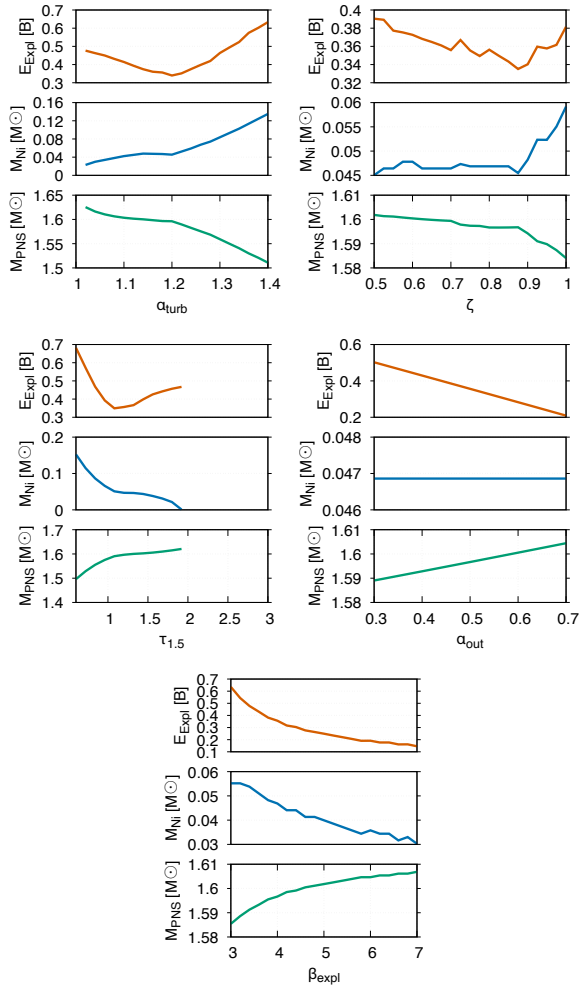 E_Expl [B]
0.7
0.6
0.5
0.4
0.3
M_Ni [M⊙]
0.16
0.12
0.08
0.04
0
M_PNS [M⊙]
1.65
1.6
1.55
1.5
1 1.1 1.2 1.3 1.4
α_turb
E_Expl [B]
0.4
0.38
0.36
0.34
0.32
M_Ni [M⊙]
0.06
0.055
0.05
0.045
M_PNS [M⊙]
1.61
1.60
1.59
1.58
0.5 0.6 0.7 0.8 0.9 1
ζ
E_Expl [B]
0.7
0.6
0.5
0.4
0.3
M_Ni [M⊙]
0.2
0.1
0
M_PNS [M⊙]
1.7
1.6
1.5
1.4
1 1.5 2 2.5 3
τ_1.5
E_Expl [B]
0.6
0.4
0.2
M_Ni [M⊙]
0.048
0.047
0.046
M_PNS [M⊙]
1.61
1.60
1.59
1.58
0.3 0.4 0.5 0.6 0.7
α_out
E_Expl [B]
0.7
0.6
0.5
0.4
0.3
0.2
0.1
M_Ni [M⊙]
0.06
0.05
0.04
0.03
M_PNS [M⊙]
1.61
1.6
1.59
1.58
3 4 5 6 7
β_expl